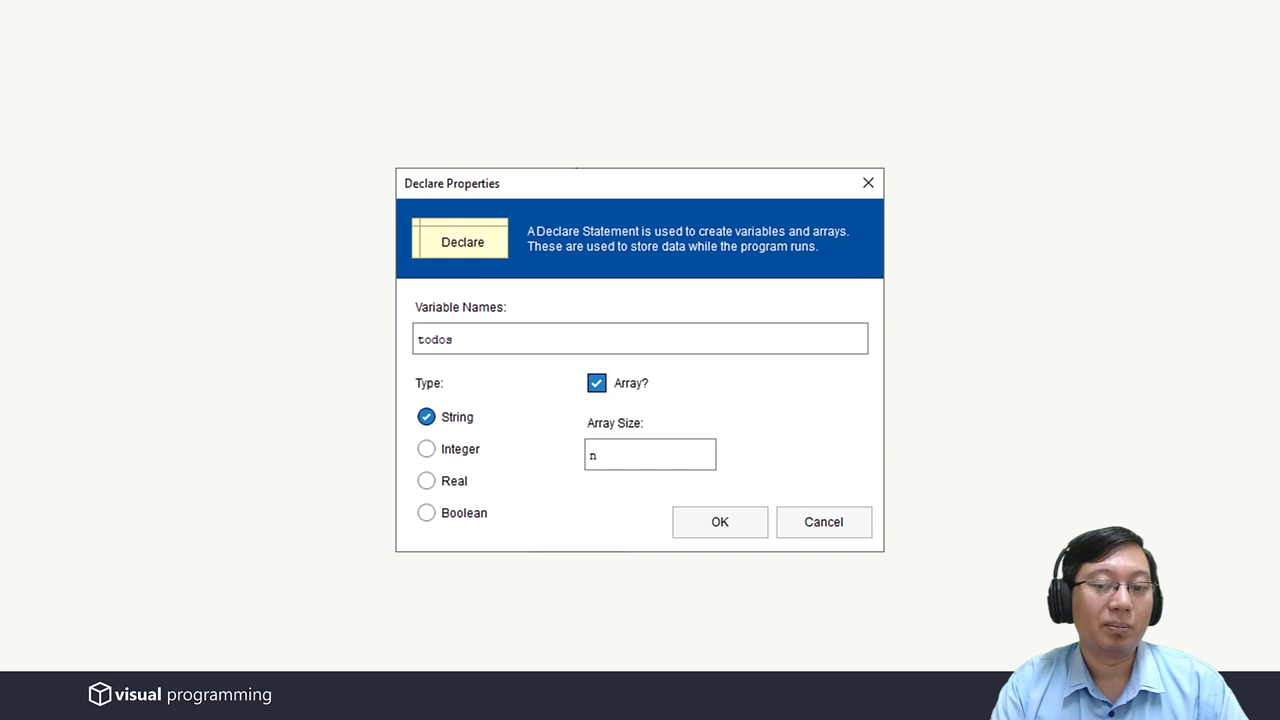 Declare Properties
Declare
A Declare Statement is used to create variables and arrays.
These are used to store data while the program runs.
Variable Names:
todos
Type:
Array?
String
Array Size:
Integer
n
Real
Boolean
OK
Cancel
visual programming